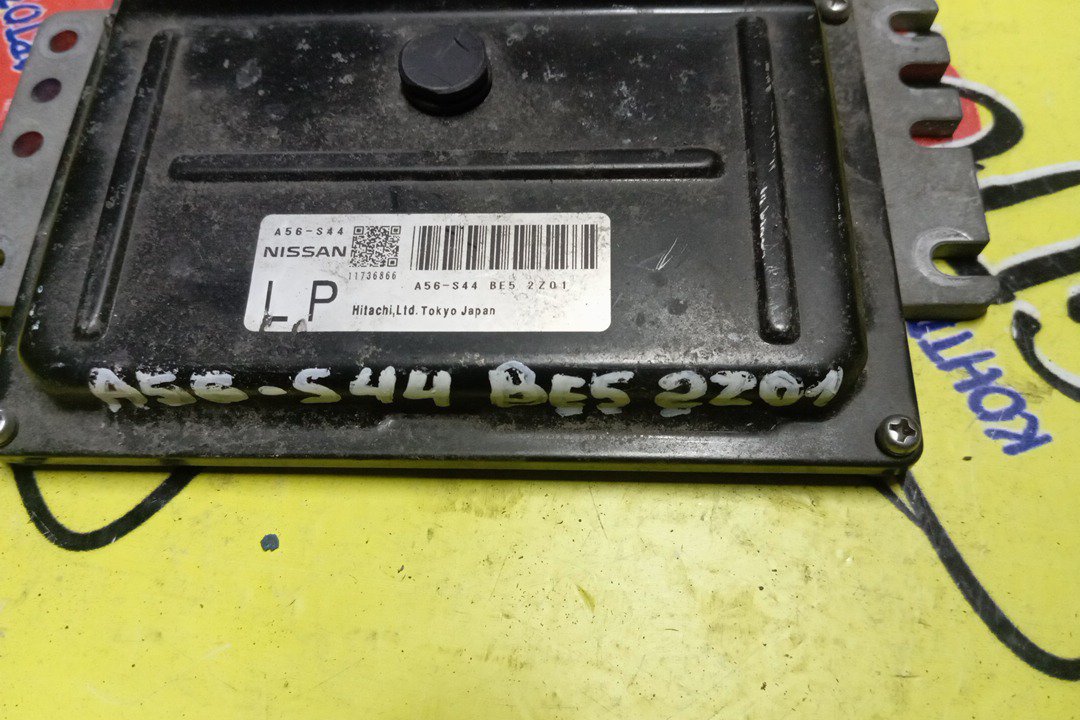 A56-S44
NISSAN
11736866
A56-S44 BE5 2Z01
LP
Hitachi,Ltd. Tokyo Japan
A56-S44 BE5 2Z01